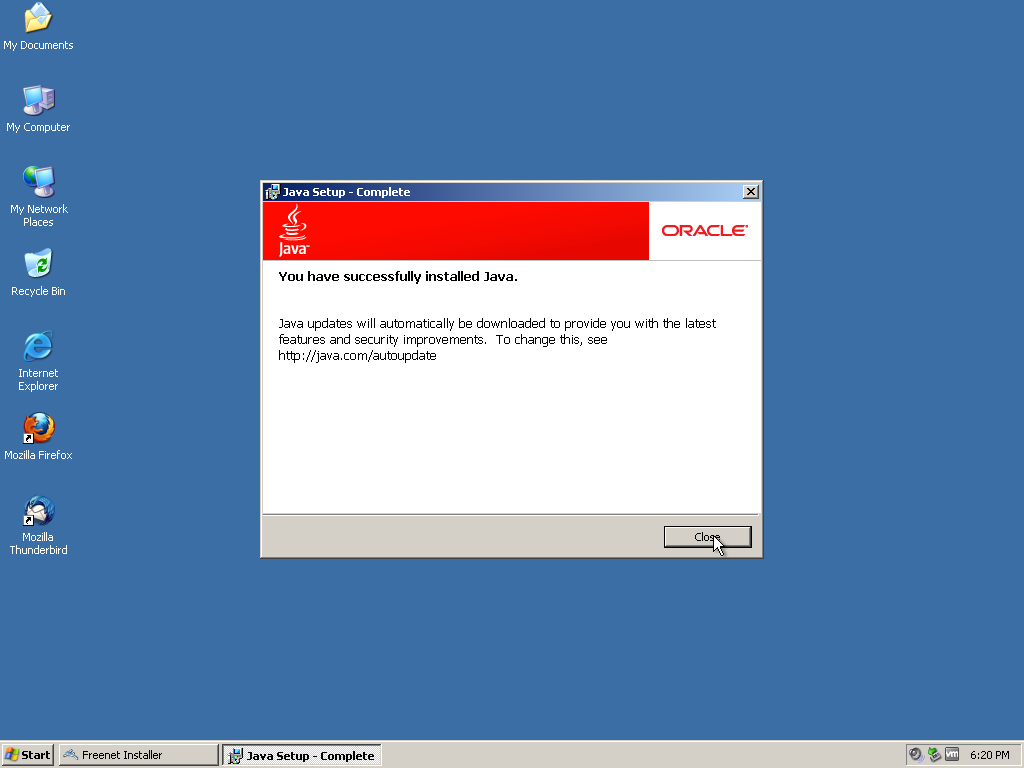 My Documents
My Computer
My Network
Places
Recycle Bin
Internet
Explorer
Mozilla Firefox
Mozilla
Thunderbird
Java Setup - Complete
Java
ORACLE
You have successfully installed Java.
Java updates will automatically be downloaded to provide you with the latest
features and security improvements.  To change this, see
http://java.com/autoupdate
Close
Start
Freenet Installer
Java Setup - Complete
vm
6:20 PM